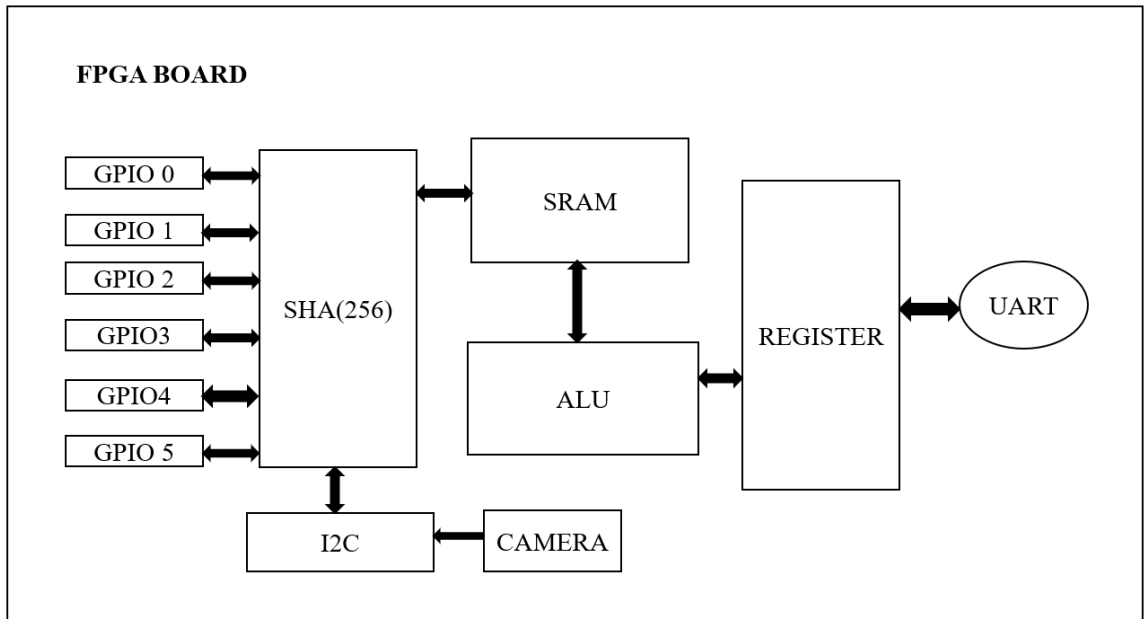 FPGA BOARD
GPIO 0
GPIO 1
GPIO 2
GPIO3
GPIO4
GPIO 5
SHA(256)
I2C
CAMERA
SRAM
ALU
REGISTER
UART